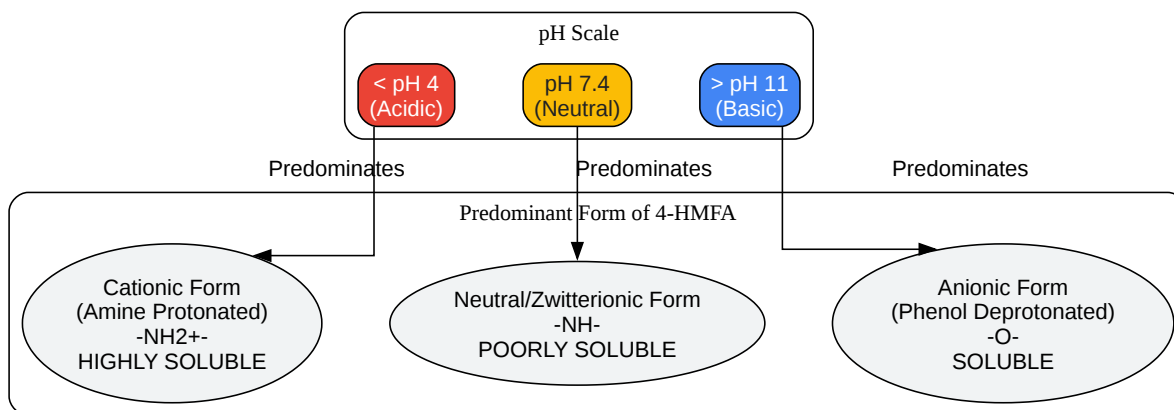 pH Scale
< pH 4
(Acidic)
pH 7.4
(Neutral)
> pH 11
(Basic)
Predominates
Predominates
Predominates
Predominant Form of 4-HMFA
Cationic Form
(Amine Protonated)
-NH2+-
HIGHLY SOLUBLE
Neutral/Zwitterionic Form
-NH-
POORLY SOLUBLE
Anionic Form
(Phenol Deprotonated)
-O-
SOLUBLE